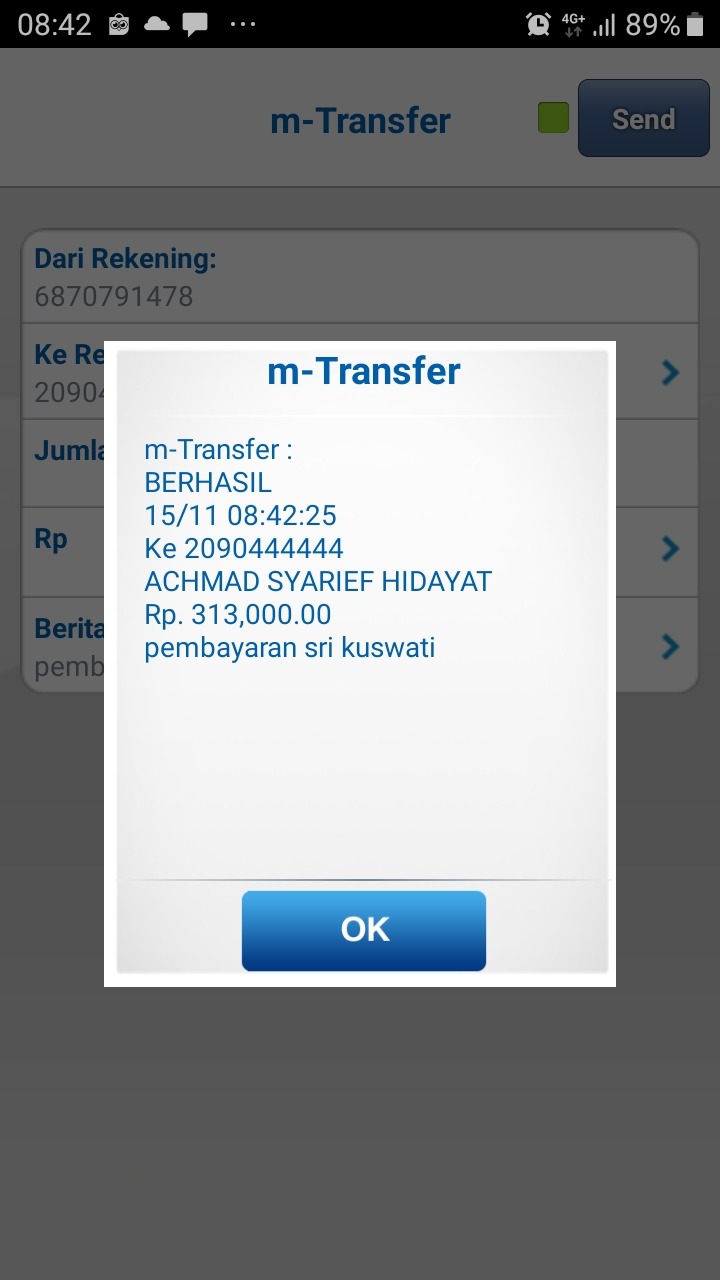 08:42
4G+ 89%
m-Transfer
Send
Dari Rekening:
6870791478
Ke Re
2090
Jumla
Rp
Berita
pemb
m-Transfer
m-Transfer :
BERHASIL
15/11 08:42:25
Ke 2090444444
ACHMAD SYARIEF HIDAYAT
Rp. 313,000.00
pembayaran sri kuswati
OK